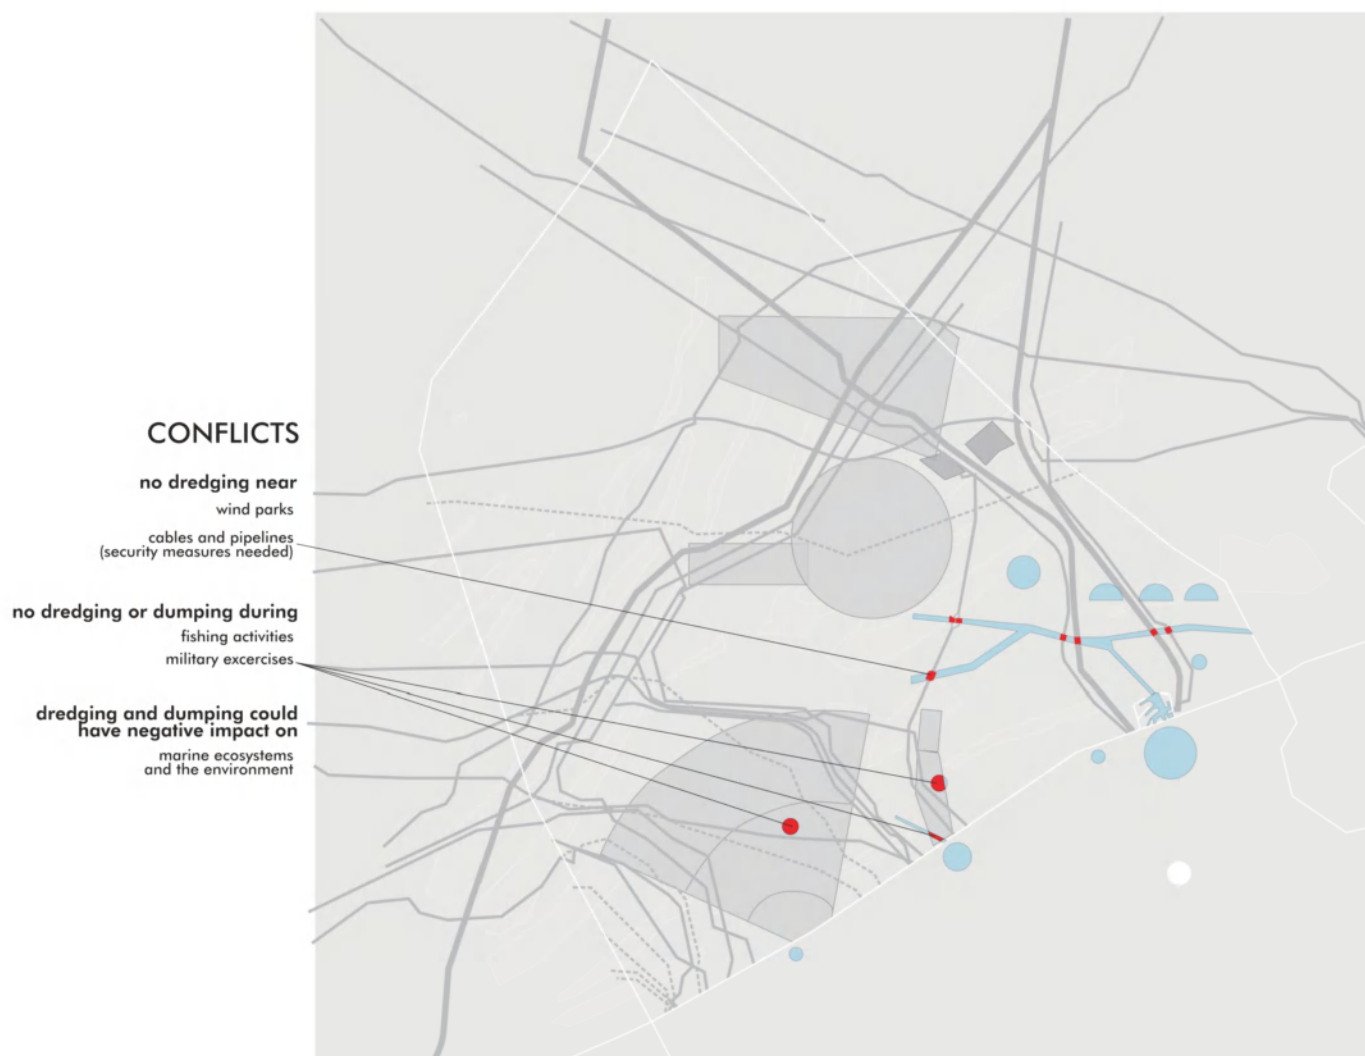 CONFLICTS
no dredging near
wind parks
cables and pipelines
(security measures needed)
no dredging or dumping during
fishing activities
military excercises
dredging and dumping could
have negative impact on
marine ecosystems
and the environment